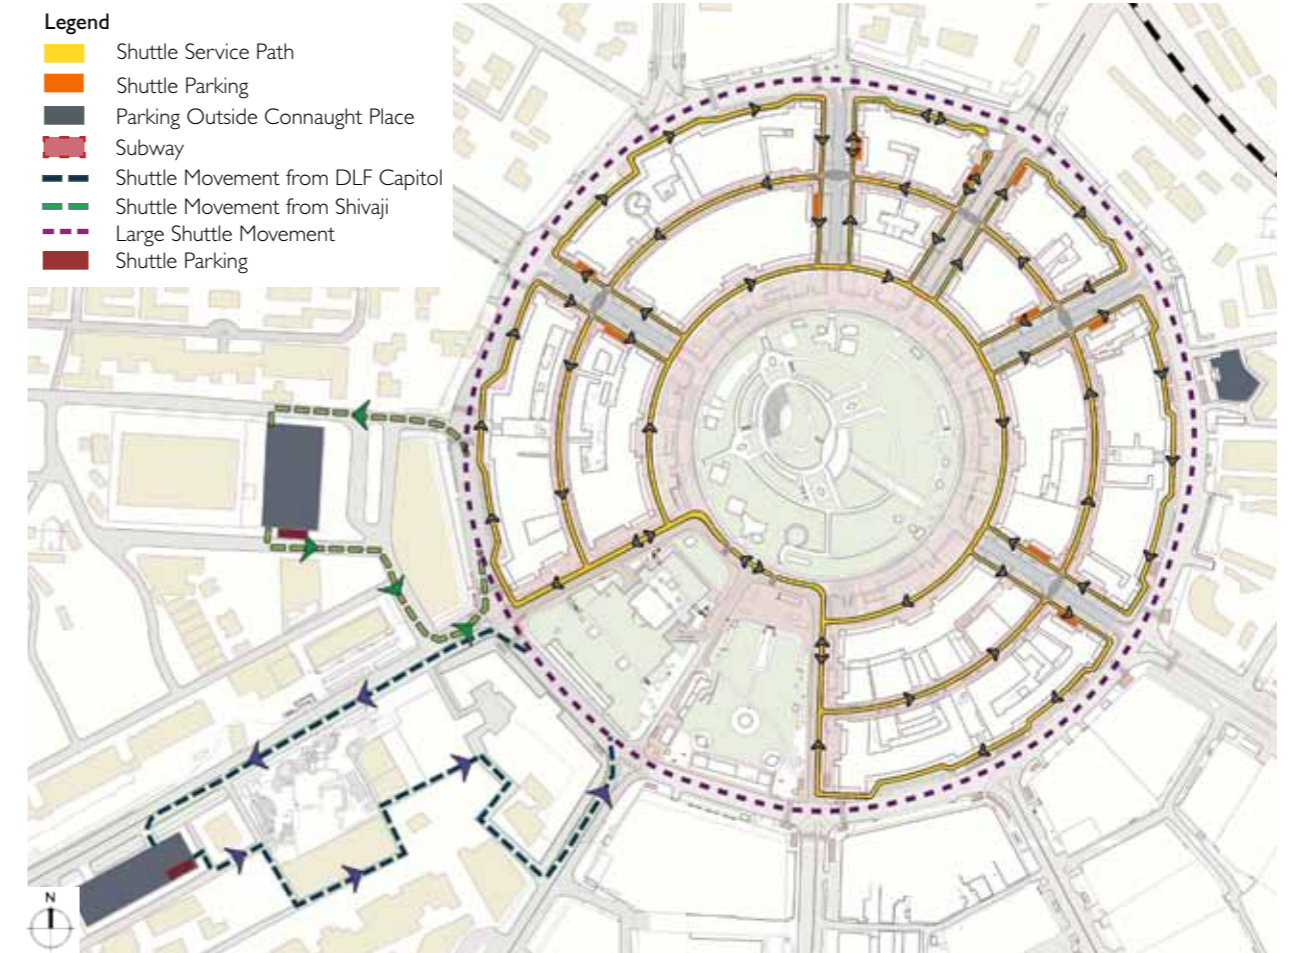 Legend
Shuttle Service Path
Shuttle Parking
Parking Outside Connaught Place
Subway
Shuttle Movement from DLF Capitol
Shuttle Movement from Shivaji
Large Shuttle Movement
Shuttle Parking
N